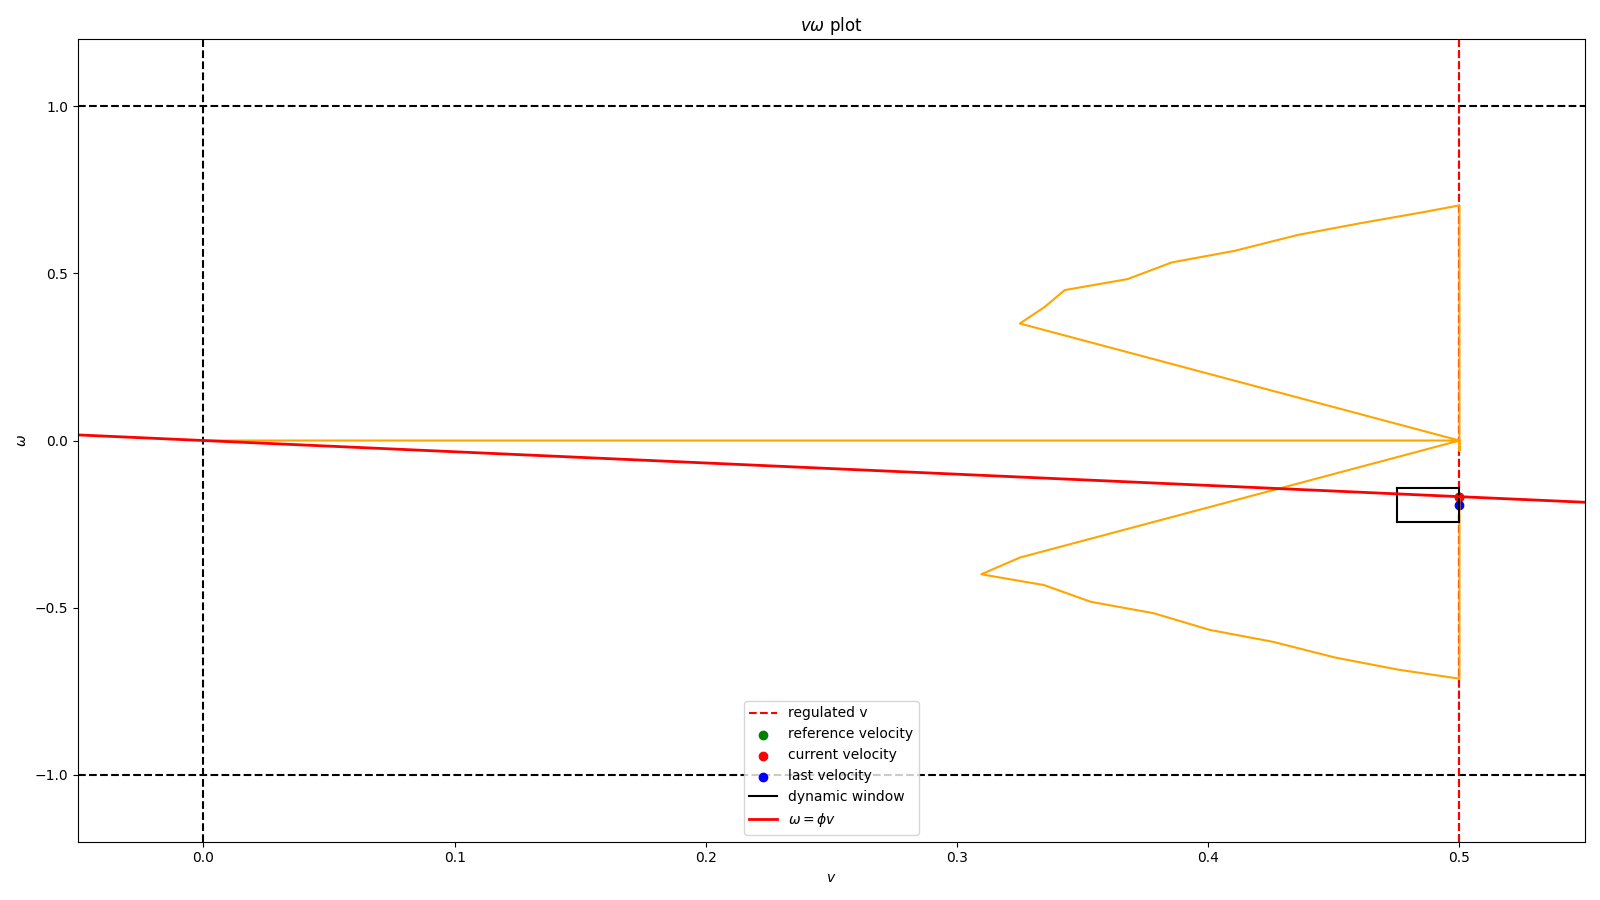 vω plot
1.0
0.5
0.0
−0.5
−1.0
ω
0.0 0.1 0.2 0.3 0.4 0.5
v
regulated v
reference velocity
current velocity
last velocity
dynamic window
ω = ϕv